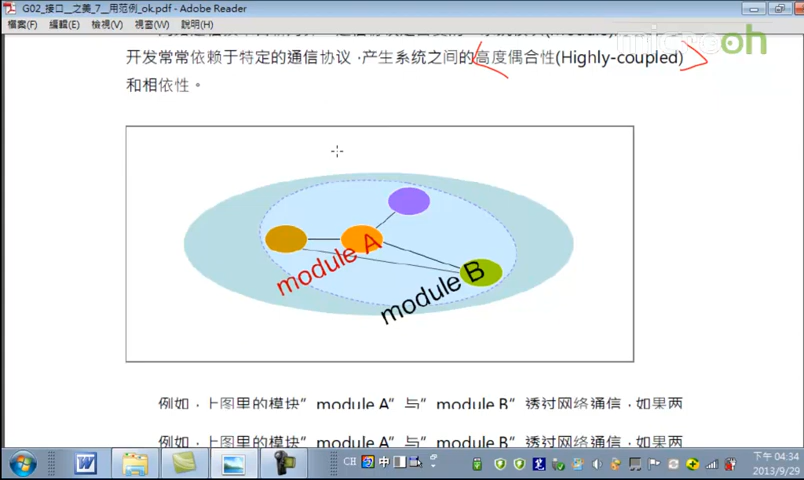 G02_接口__之美_7__用范例_ok.pdf - Adobe Reader
檔案(F) 編輯(E) 檢視(V) 視窗(W) 說明(H)
开发常常依赖于特定的通信协议，产生系统之间的高度偶合性(Highly-coupled)
和相依性。
module A
module B
例如，上图里的模块”module A”与”module B”透过网络通信，如果两
例如，上图里的模块”module A”与”module B”透过网络通信，如果两
CH 中
下午 04:34
2013/9/29